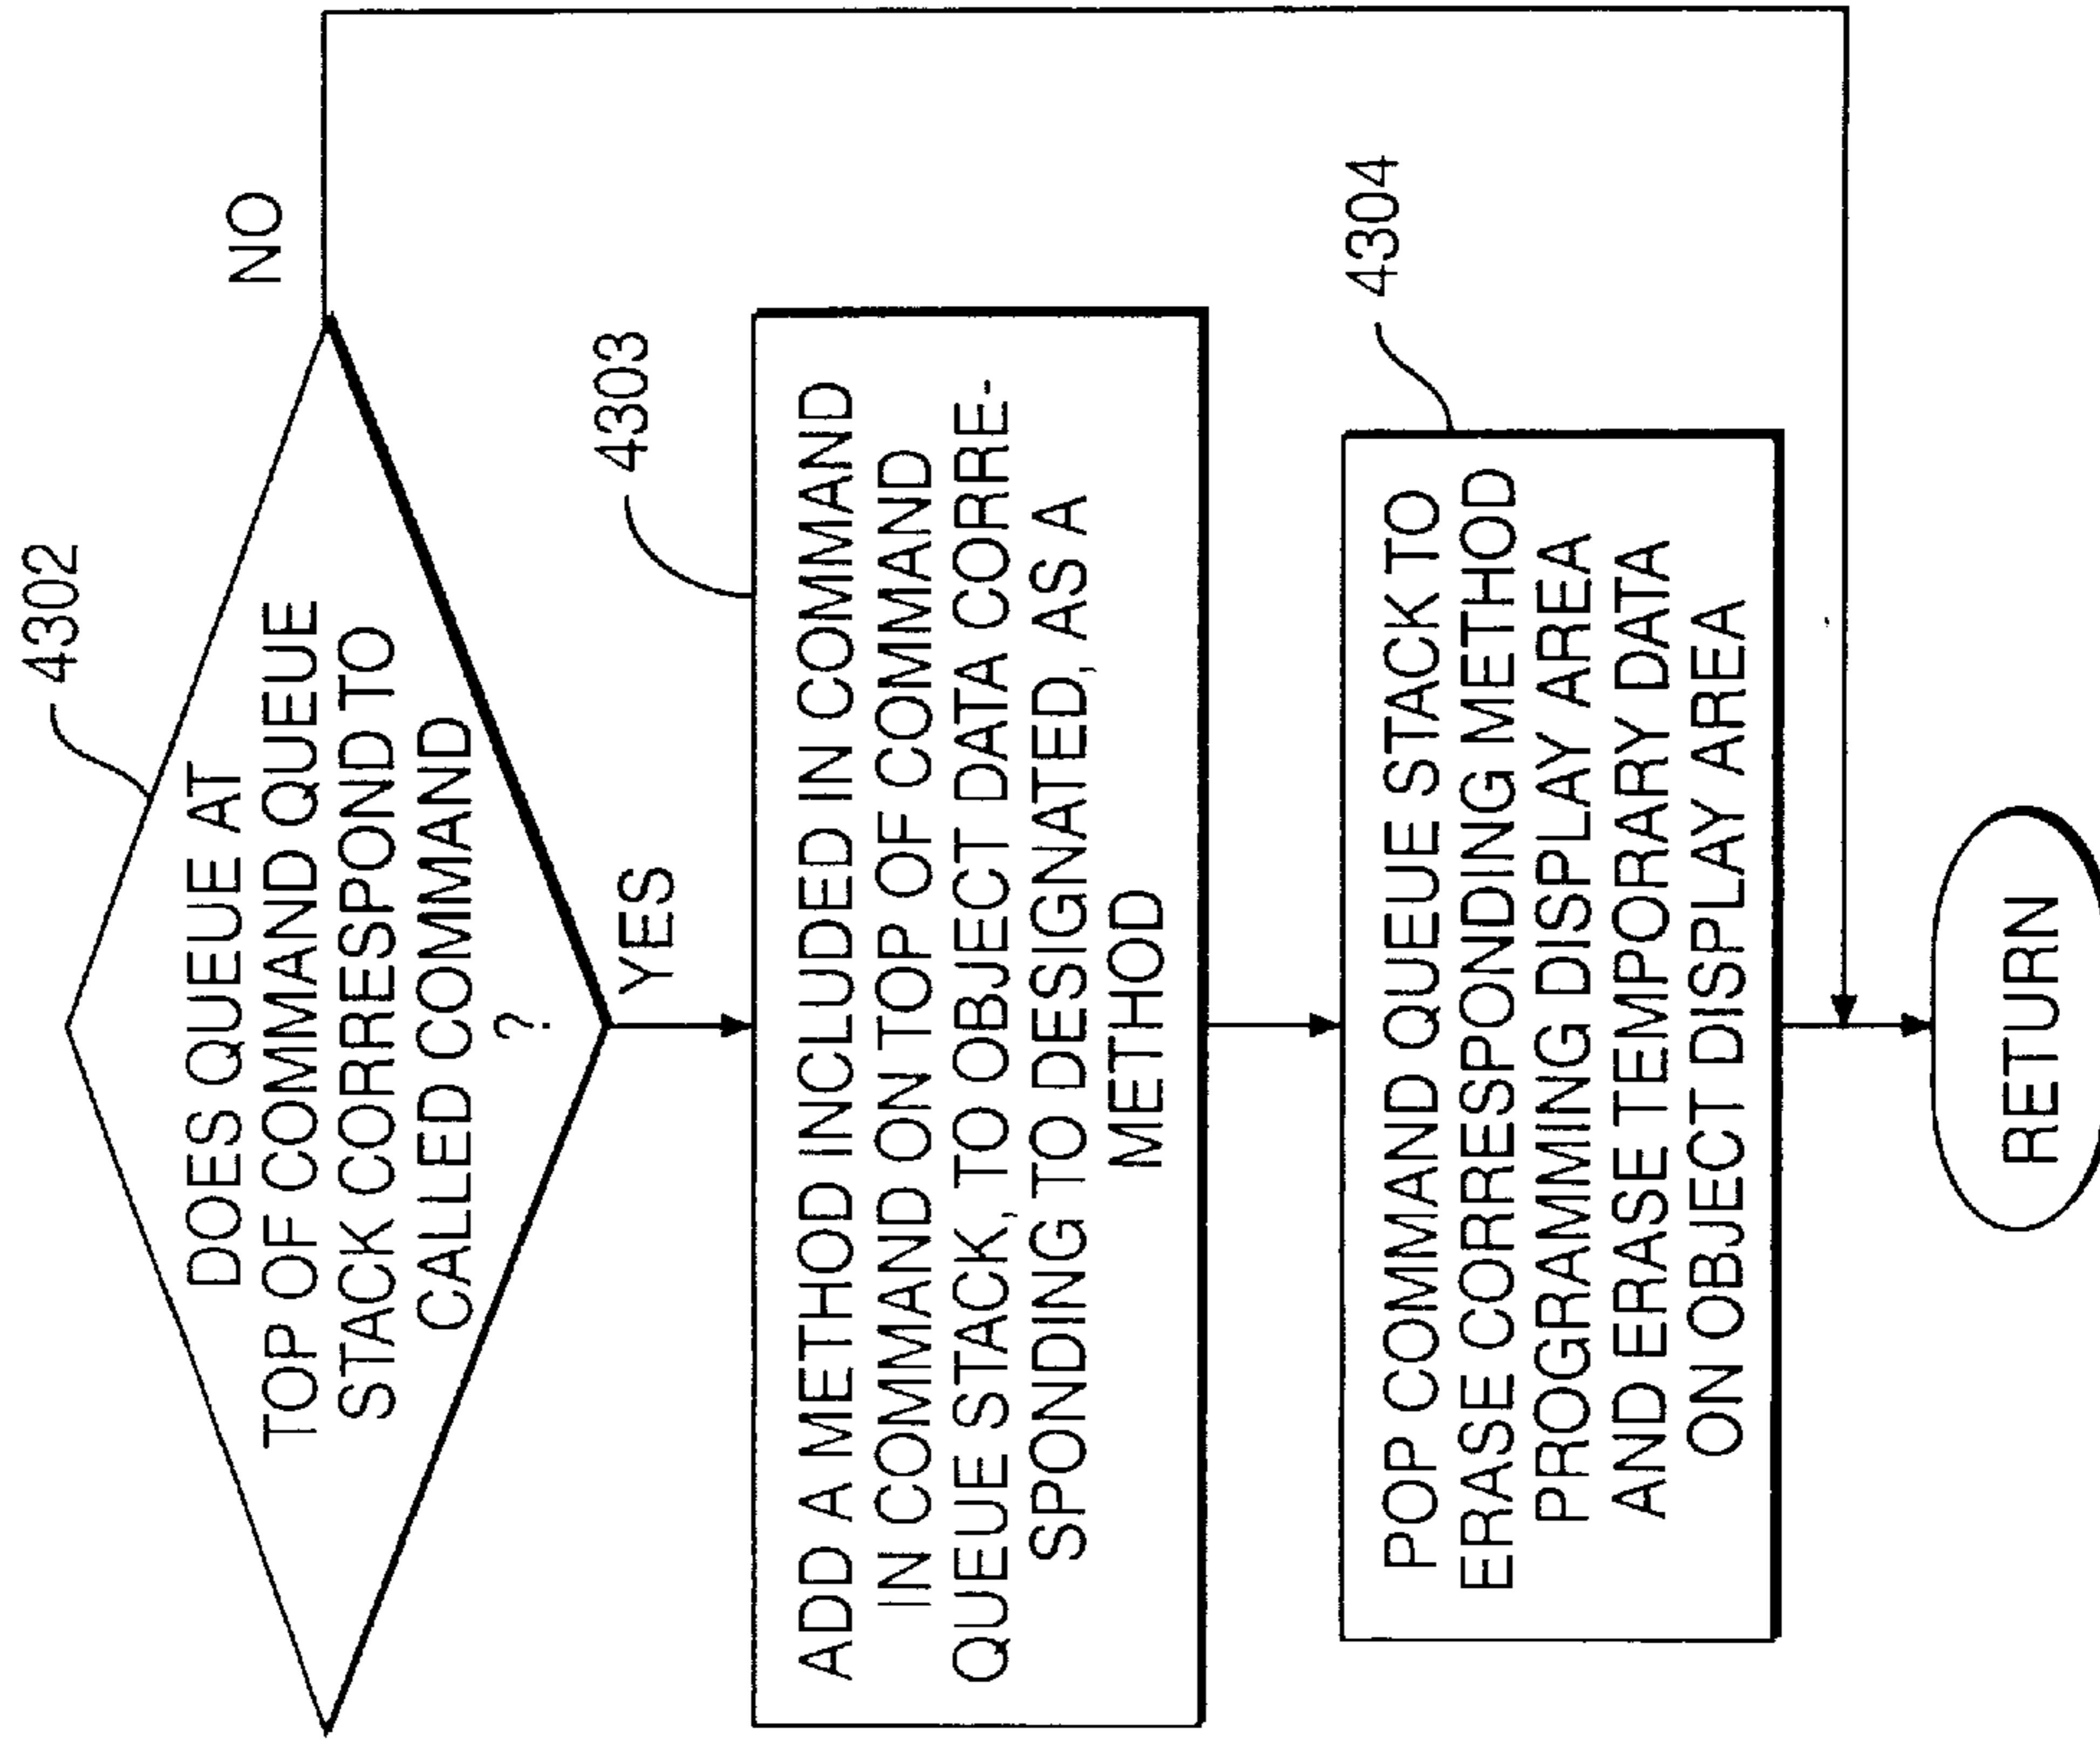 4302
DOES QUEUE AT
TOP OF COMMAND QUEUE
STACK CORRESPOND TO
CALLED COMMAND
?
NO
YES
4303
ADD A METHOD INCLUDED IN COMMAND
IN COMMAND ON TOP OF COMMAND
QUEUE STACK, TO OBJECT DATA CORRE-
SPONDING TO DESIGNATED, AS A
METHOD
4304
POP COMMAND QUEUE STACK TO
ERASE CORRESPONDING METHOD
PROGRAMMING DISPLAY AREA
AND ERASE TEMPORARY DATA
ON OBJECT DISPLAY AREA
RETURN